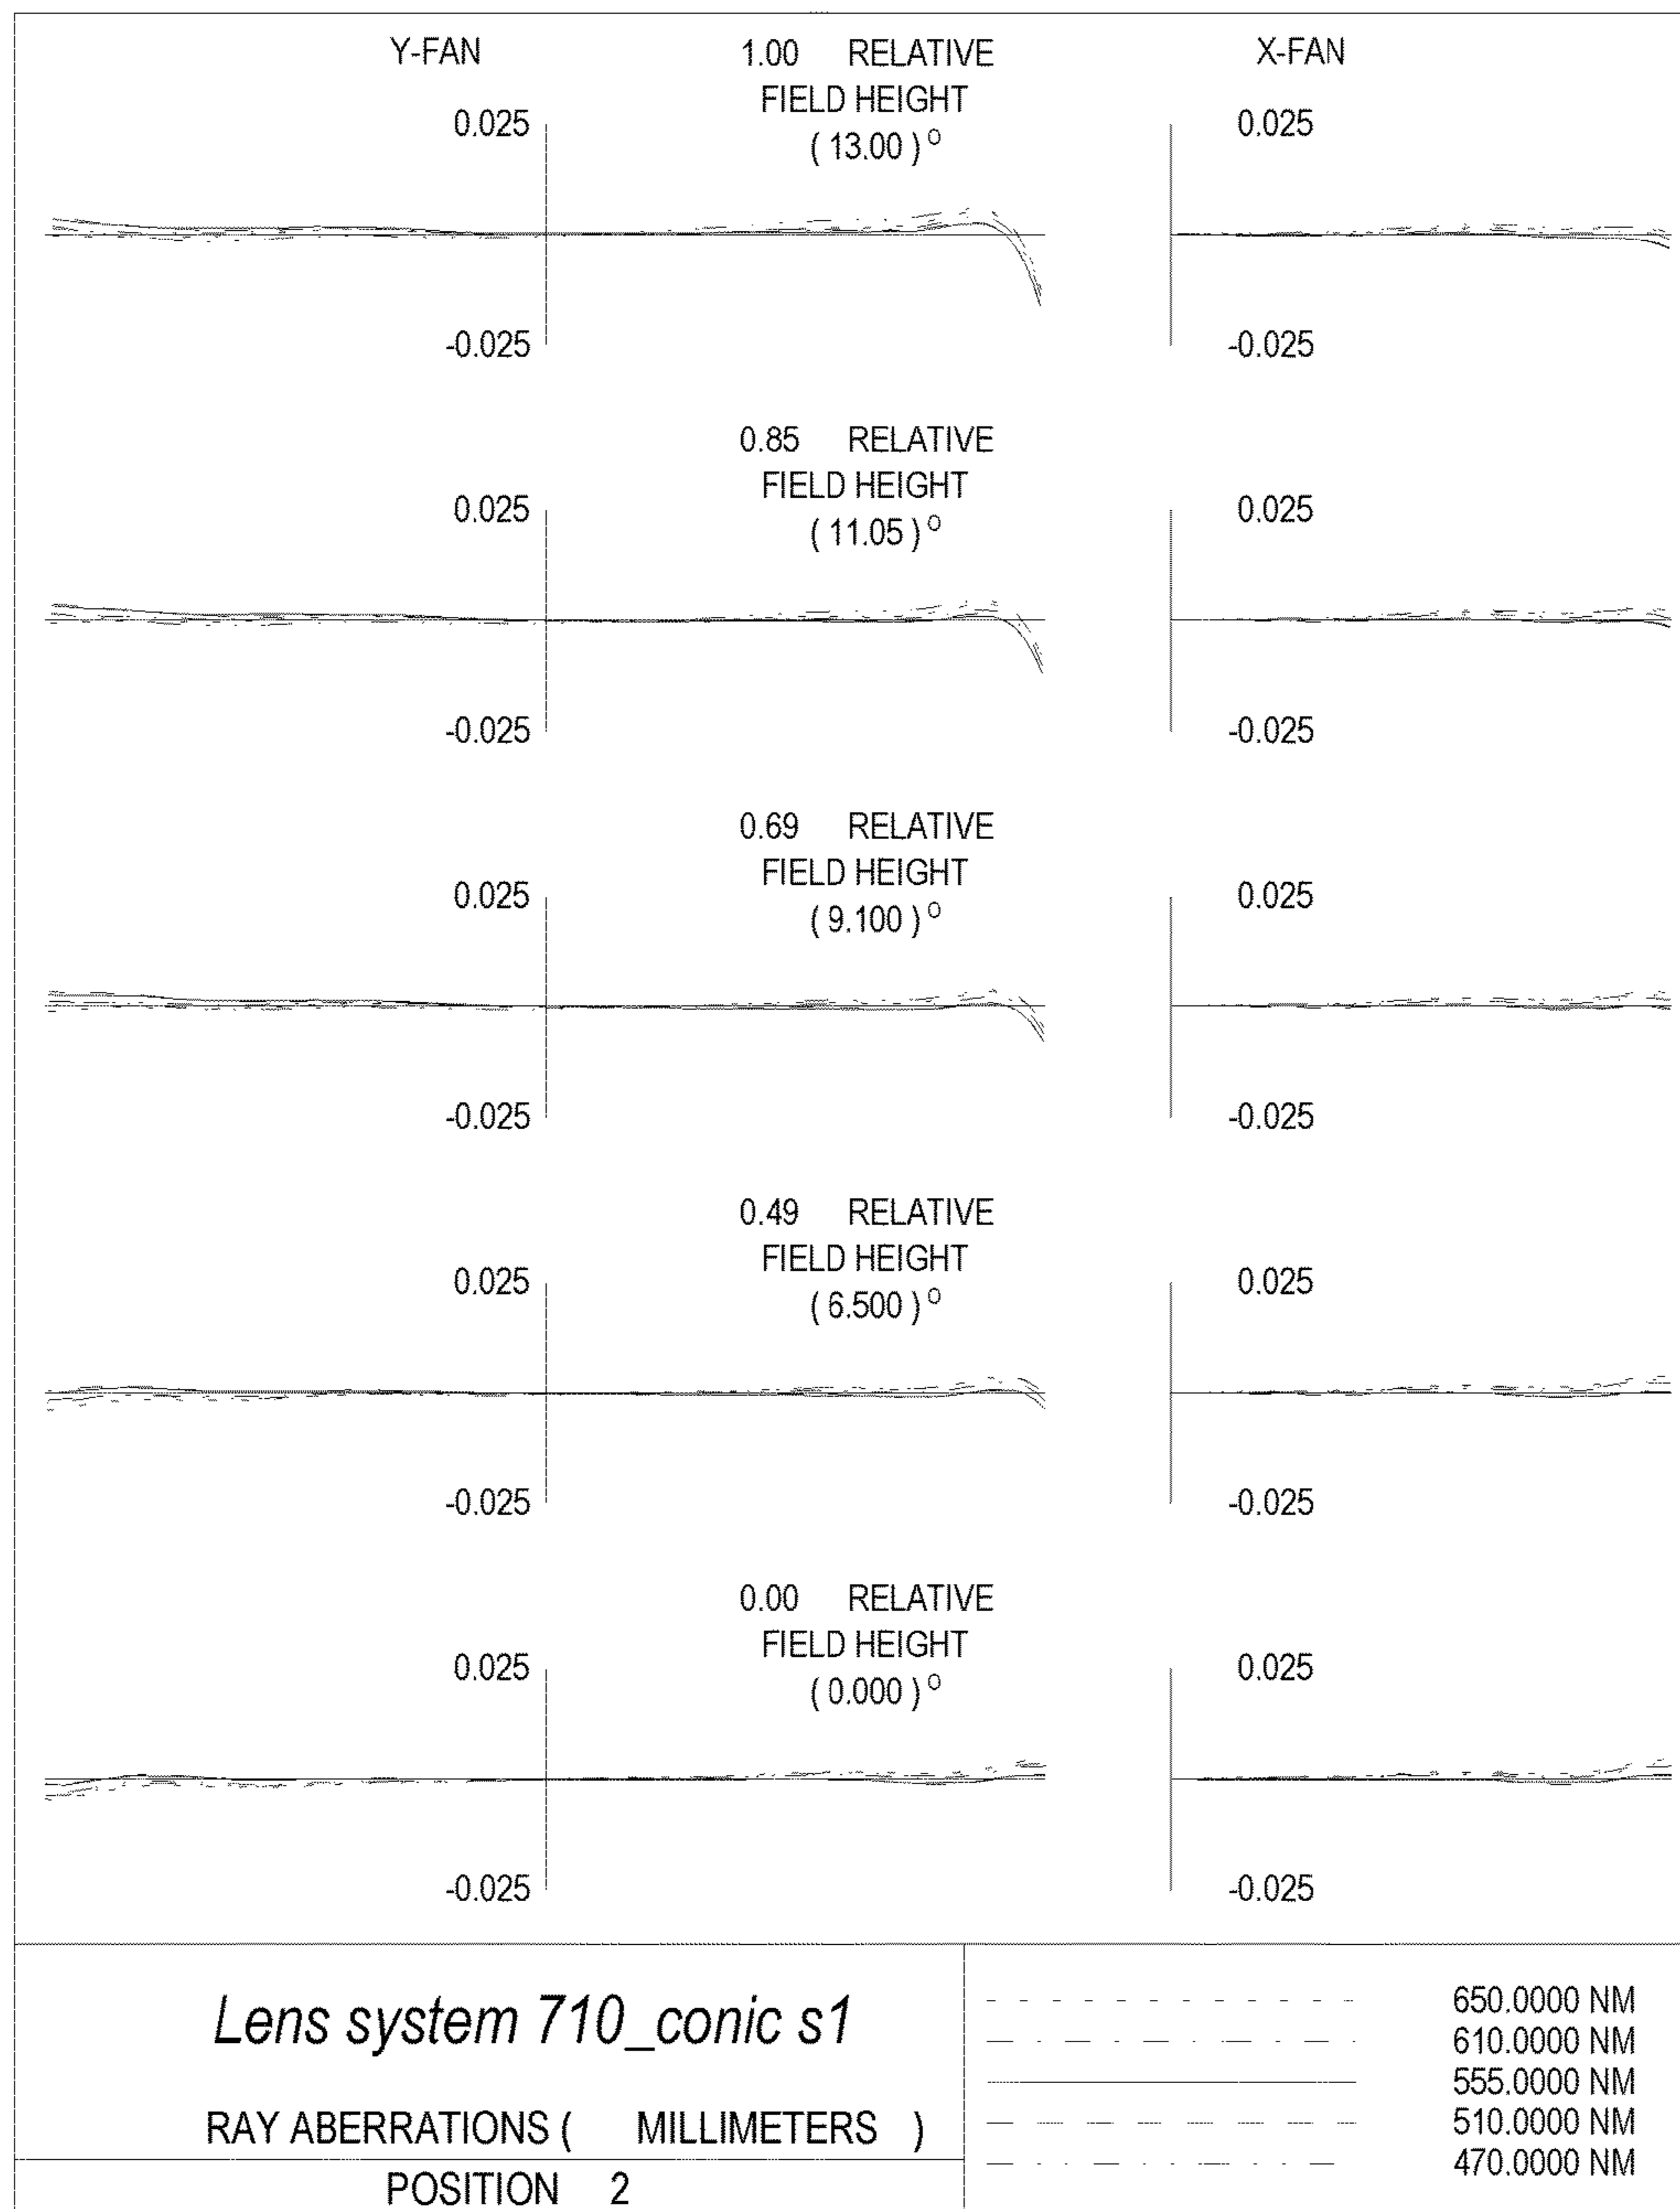 Y-FAN 1.00 RELATIVE X-FAN
FIELD HEIGHT
0.025 ( 13.00 )° 0.025
-0.025 -0.025
0.85 RELATIVE
FIELD HEIGHT
0.025 ( 11.05 )° 0.025
-0.025 -0.025
0.69 RELATIVE
FIELD HEIGHT
0.025 ( 9.100 )° 0.025
-0.025 -0.025
0.49 RELATIVE
FIELD HEIGHT
0.025 ( 6.500 )° 0.025
-0.025 -0.025
0.00 RELATIVE
FIELD HEIGHT
0.025 ( 0.000 )° 0.025
-0.025 -0.025
Lens system 710_conic s1
RAY ABERRATIONS ( MILLIMETERS )
POSITION 2
650.0000 NM
610.0000 NM
555.0000 NM
510.0000 NM
470.0000 NM